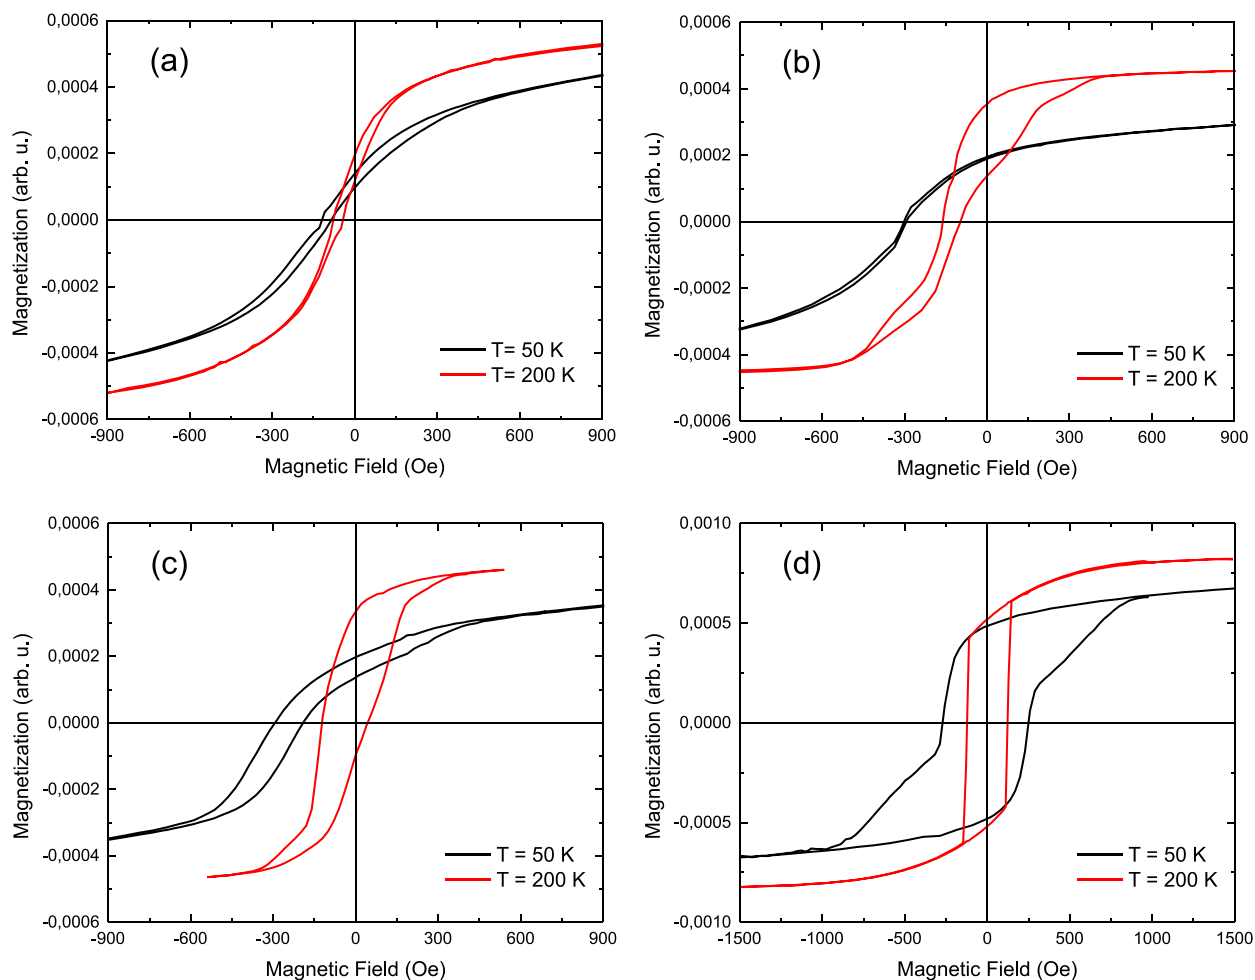 (a)
Magnetization (arb. u.)
0,0006
0,0004
0,0002
0,0000
-0,0002
-0,0004
-0,0006
-900 -600 -300 0 300 600 900
Magnetic Field (Oe)
T= 50 K
T= 200 K
(b)
Magnetization (arb. u.)
0,0006
0,0004
0,0002
0,0000
-0,0002
-0,0004
-0,0006
-900 -600 -300 0 300 600 900
Magnetic Field (Oe)
T = 50 K
T = 200 K
(c)
Magnetization (arb. u.)
0,0006
0,0004
0,0002
0,0000
-0,0002
-0,0004
-0,0006
-900 -600 -300 0 300 600 900
Magnetic Field (Oe)
T = 50 K
T = 200 K
(d)
Magnetization (arb. u.)
0,0010
0,0005
0,0000
-0,0005
-0,0010
-1500 -1000 -500 0 500 1000 1500
Magnetic Field (Oe)
T = 50 K
T = 200 K